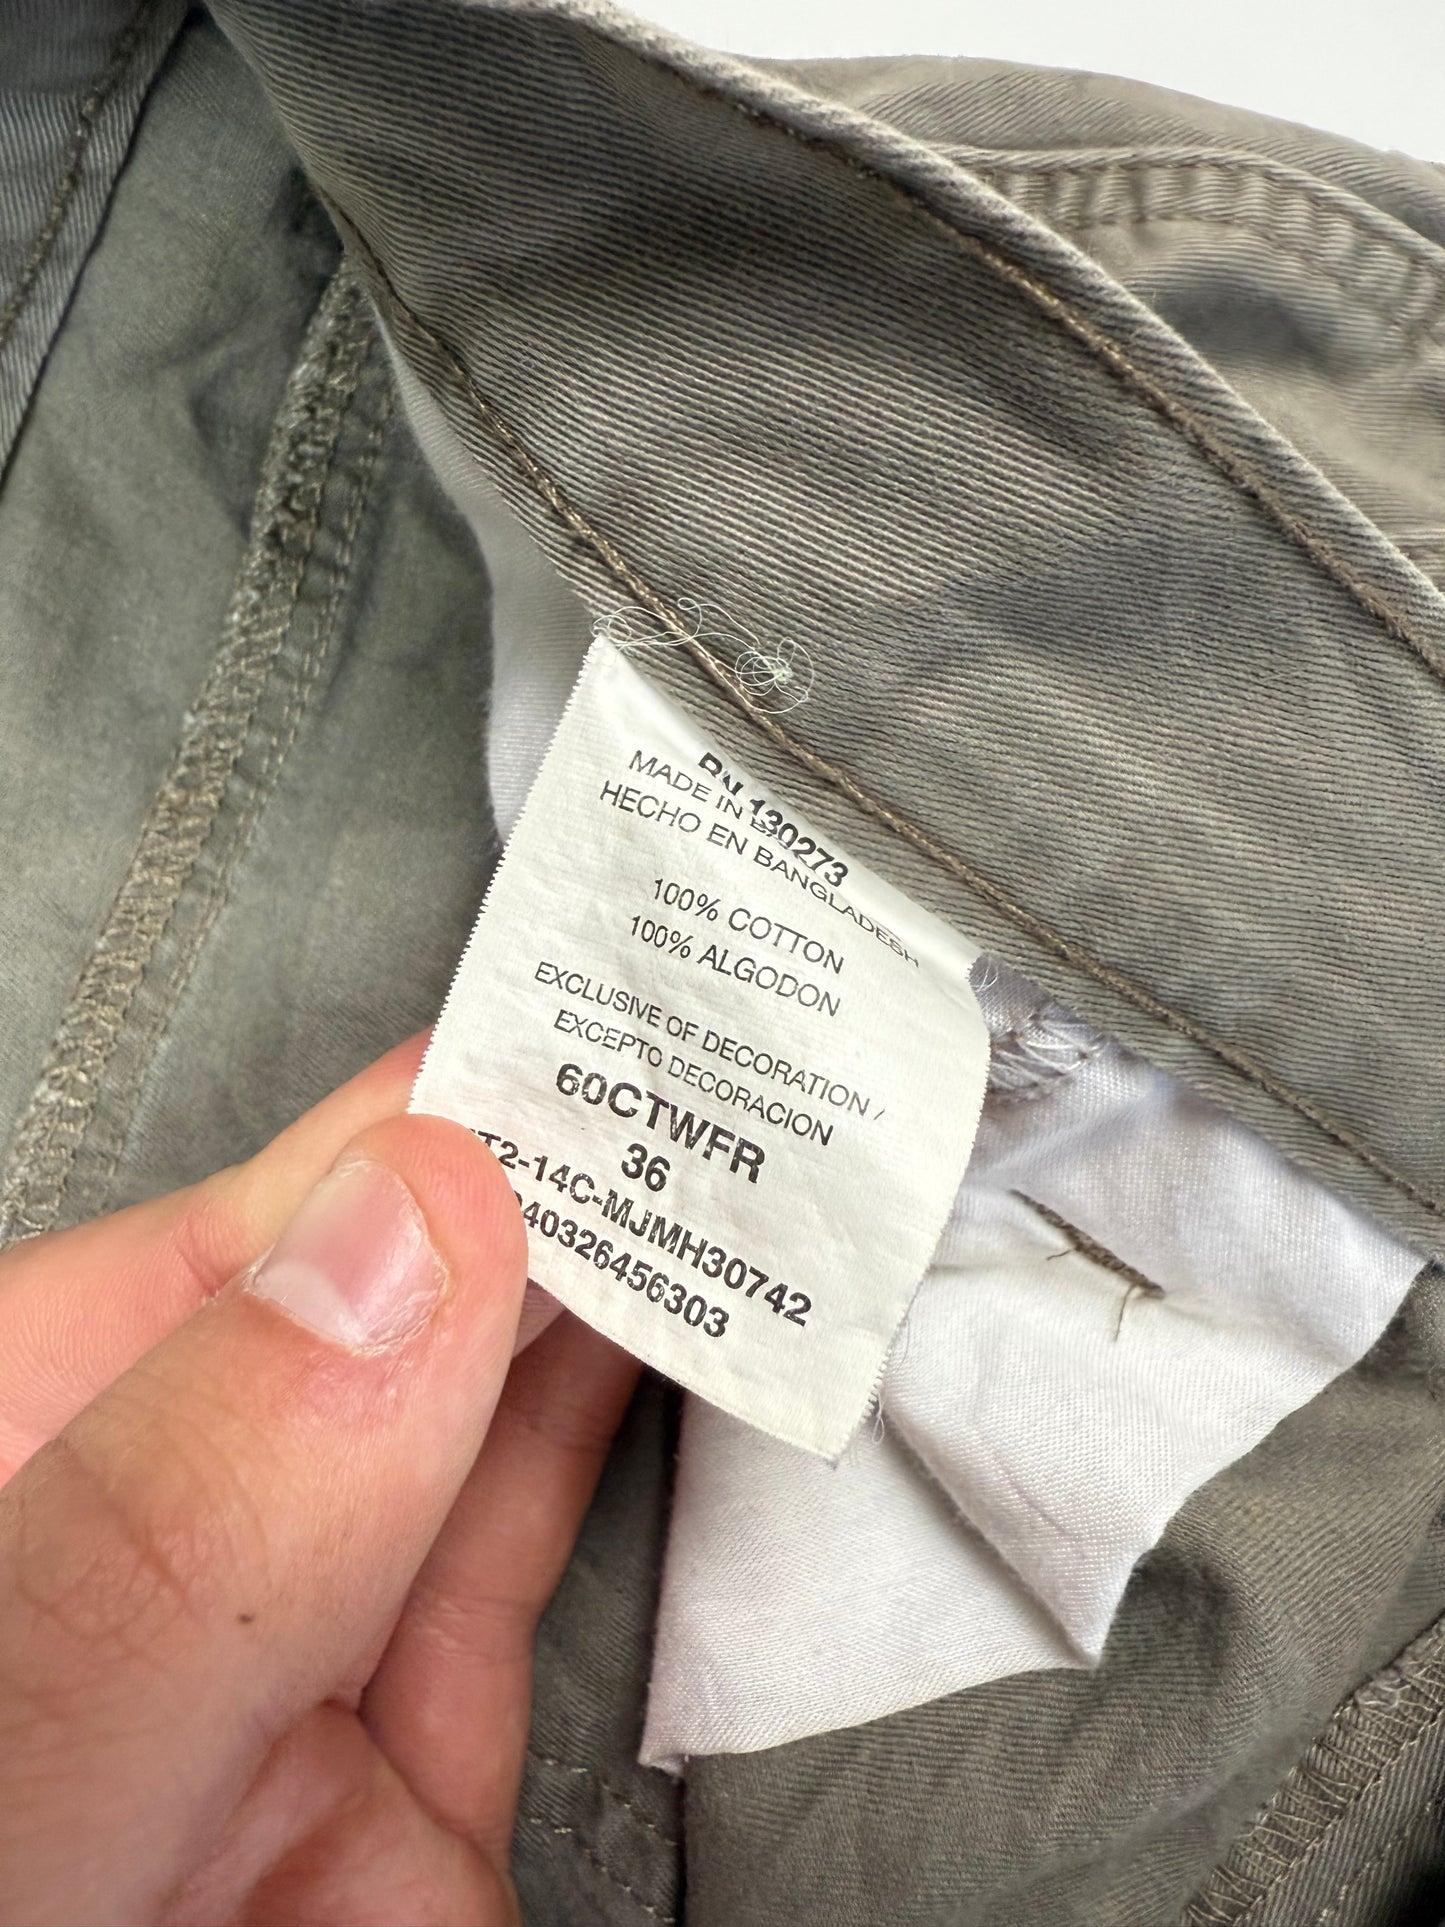 RN 130273
MADE IN
HECHO EN BANGLADESH
100% COTTON
100% ALGODON
EXCLUSIVE OF DECORATION /
EXCEPTO DECORACION
60CTWFR
36
T2-14C-MJMH30742
40326456303